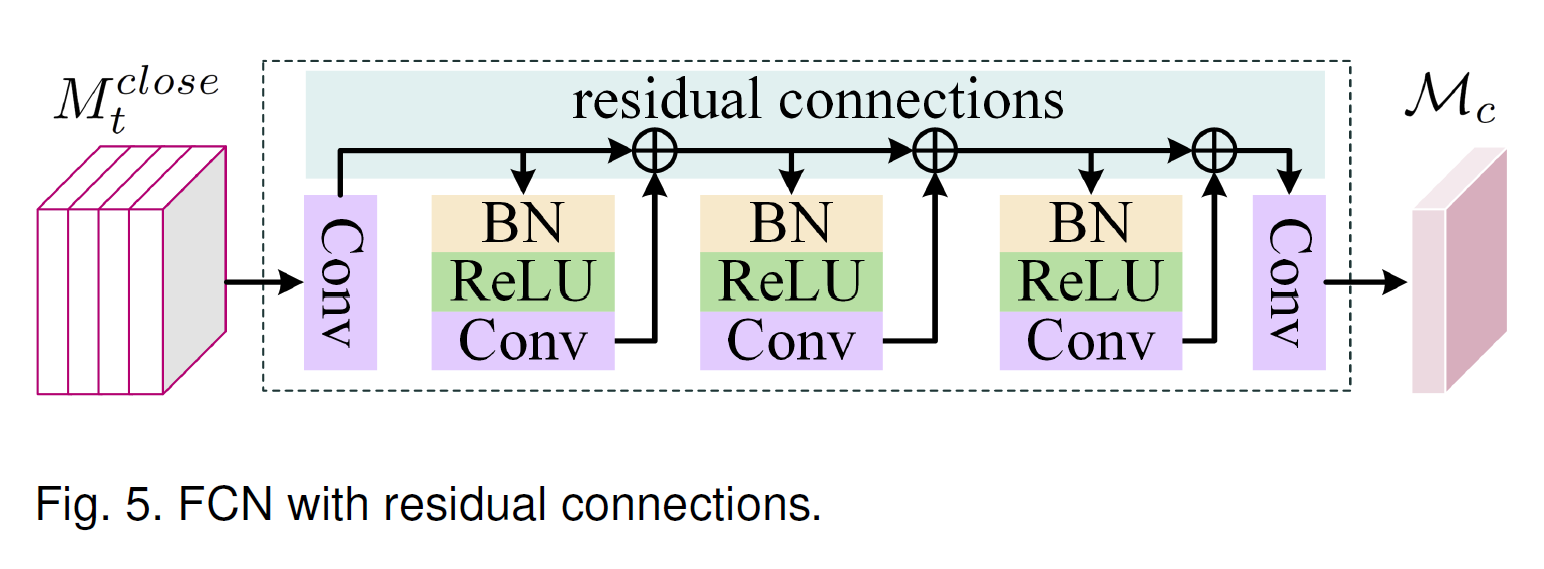 M_t^{close}
residual connections
ℳ_c
Conv
BN
ReLU
Conv
BN
ReLU
Conv
BN
ReLU
Conv
Conv
Fig. 5. FCN with residual connections.